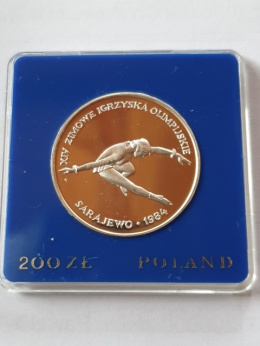 XIV ZIMOWE IGRZYSKA OLIMPIJSKIE
SARAJEWO • 1984
200 ZŁ POLAND